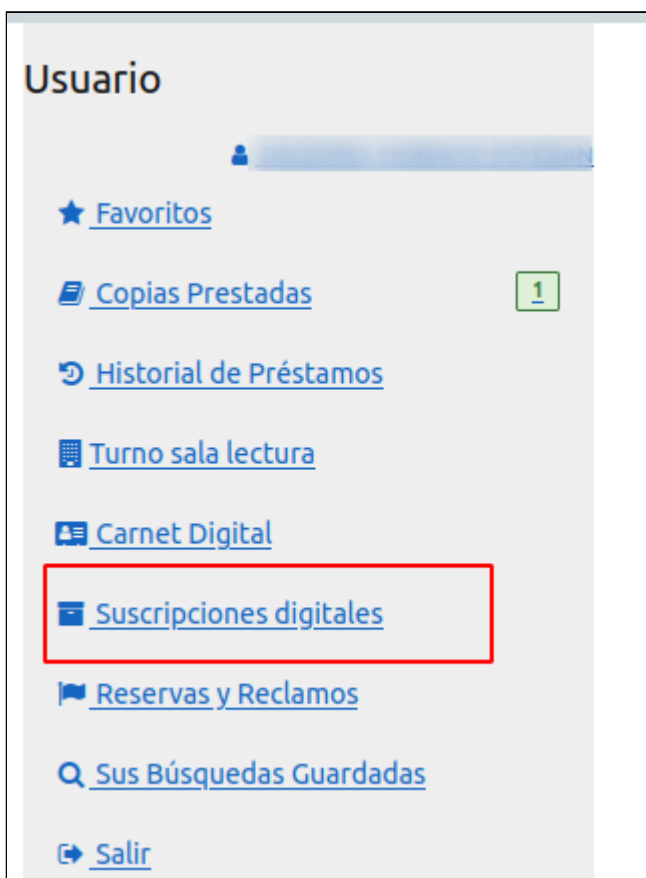 Usuario
Favoritos
Copias Prestadas 1
Historial de Préstamos
Turno sala lectura
Carnet Digital
Suscripciones digitales
Reservas y Reclamos
Sus Búsquedas Guardadas
Salir